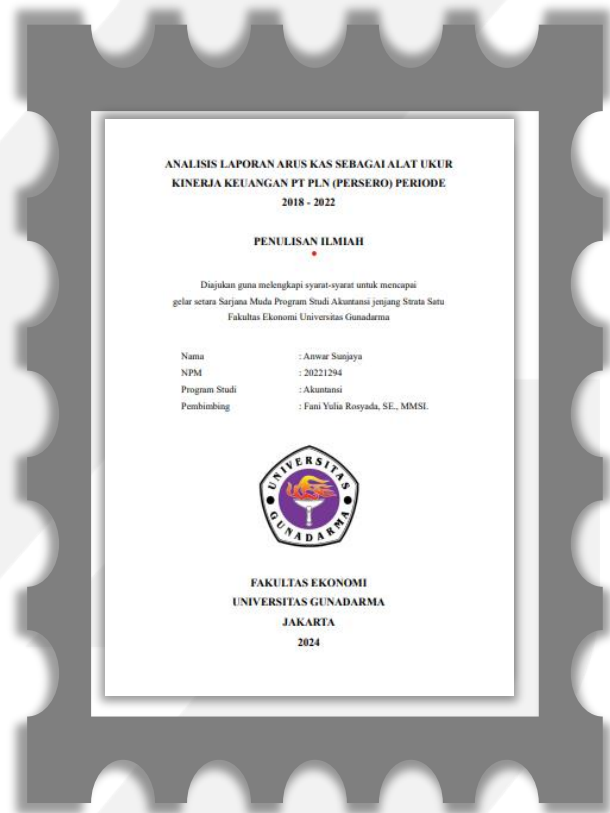 ANALISIS LAPORAN ARUS KAS SEBAGAI ALAT UKUR
KINERJA KEUANGAN PT PLN (PERSERO) PERIODE
2018 - 2022
PENULISAN ILMIAH
Diajukan guna melengkapi syarat-syarat untuk mencapai
gelar setara Sarjana Muda Program Studi Akuntansi jenjang Strata Satu
Fakultas Ekonomi Universitas Gunadarma
Nama : Anwar Sunjaya
NPM : 20221294
Program Studi : Akuntansi
Pembimbing : Fani Yulia Rosyada, SE., MMSI.
UNIVERSITAS
GUNADARMA
FAKULTAS EKONOMI
UNIVERSITAS GUNADARMA
JAKARTA
2024